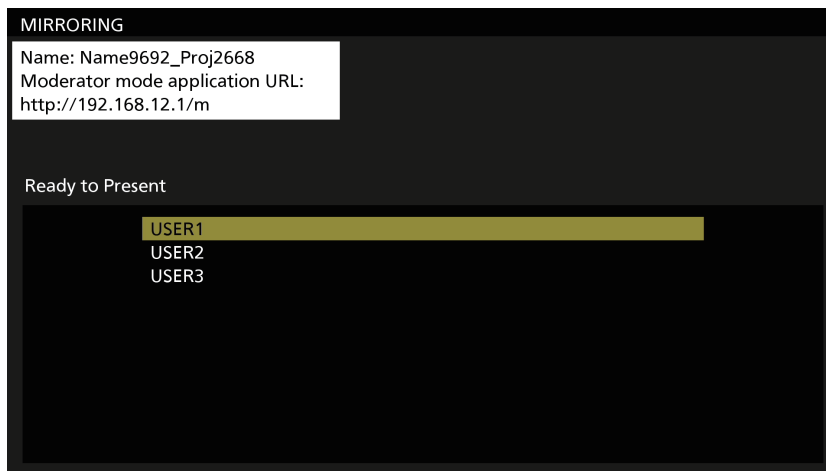 MIRRORING
Name: Name9692_Proj2668
Moderator mode application URL:
http://192.168.12.1/m
Ready to Present
USER1
USER2
USER3